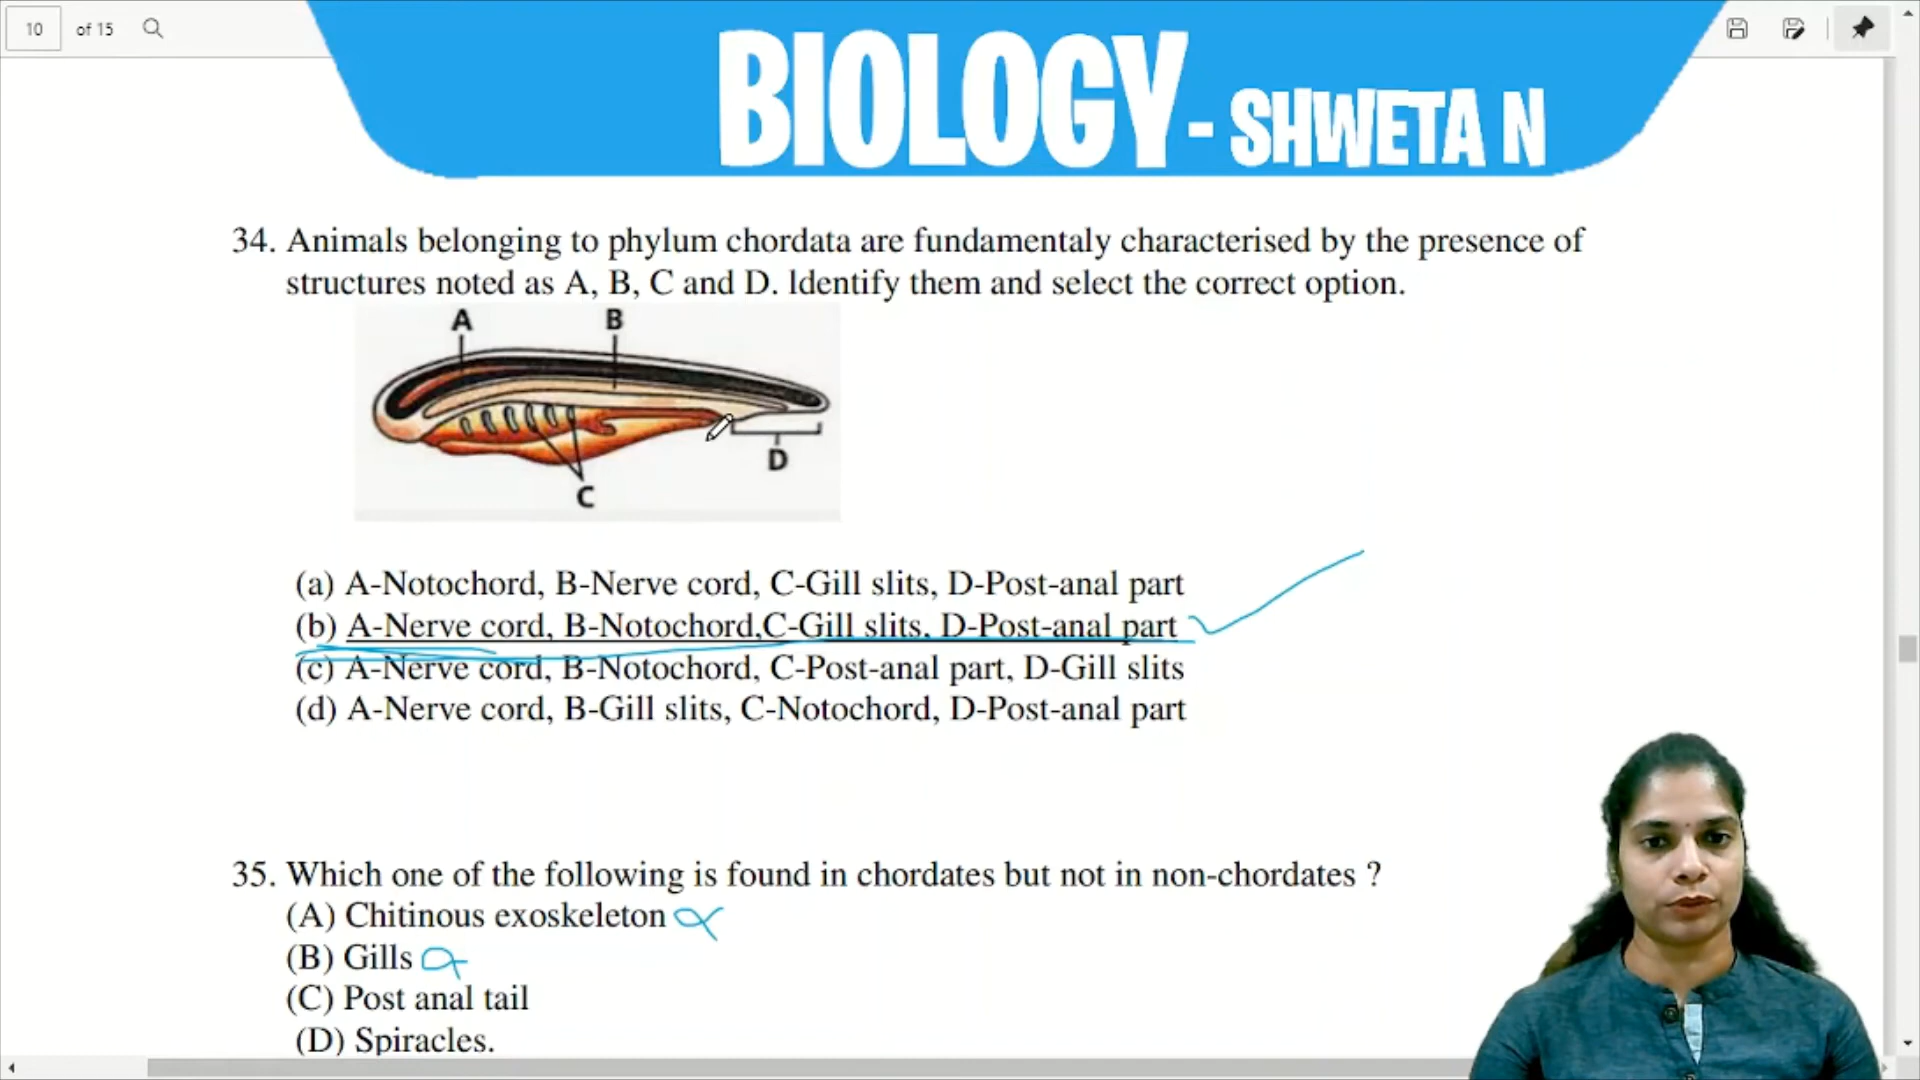 10 of 15
BIOLOGY - SHWETA N
34. Animals belonging to phylum chordata are fundamentaly characterised by the presence of
structures noted as A, B, C and D. Identify them and select the correct option.
A B
D
C
(a) A-Notochord, B-Nerve cord, C-Gill slits, D-Post-anal part
(b) A-Nerve cord, B-Notochord,C-Gill slits, D-Post-anal part
(c) A-Nerve cord, B-Notochord, C-Post-anal part, D-Gill slits
(d) A-Nerve cord, B-Gill slits, C-Notochord, D-Post-anal part
35. Which one of the following is found in chordates but not in non-chordates ?
(A) Chitinous exoskeleton
(B) Gills
(C) Post anal tail
(D) Spiracles.